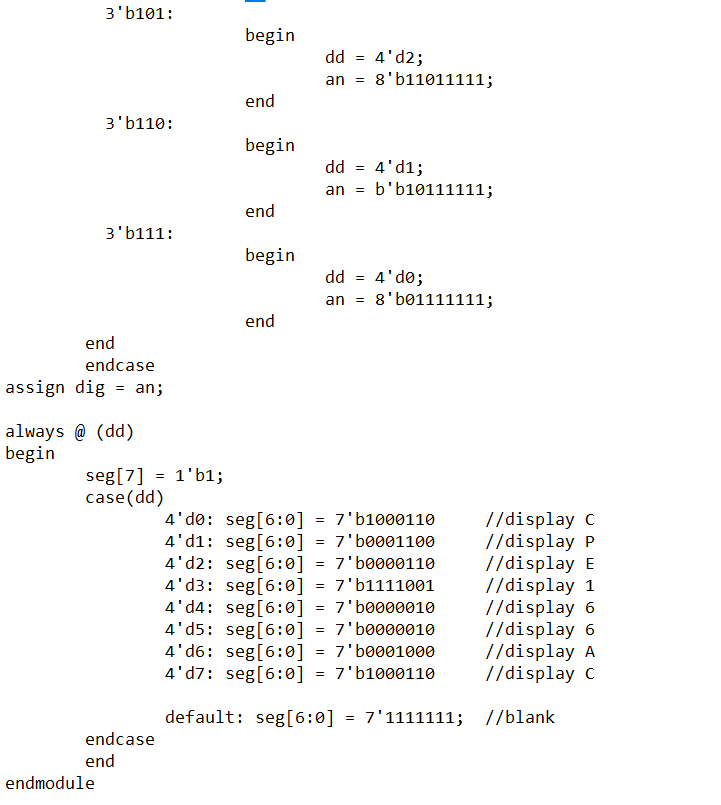 3'b101:
begin
dd = 4'd2;
an = 8'b11011111;
end
3'b110:
begin
dd = 4'd1;
an = b'b10111111;
end
3'b111:
begin
dd = 4'd0;
an = 8'b01111111;
end
end
endcase
assign dig = an;
always @ (dd)
begin
seg[7] = 1'b1;
case(dd)
4'd0: seg[6:0] = 7'b1000110 //display C
4'd1: seg[6:0] = 7'b0001100 //display P
4'd2: seg[6:0] = 7'b0000110 //display E
4'd3: seg[6:0] = 7'b1111001 //display 1
4'd4: seg[6:0] = 7'b0000010 //display 6
4'd5: seg[6:0] = 7'b0000010 //display 6
4'd6: seg[6:0] = 7'b0001000 //display A
4'd7: seg[6:0] = 7'b1000110 //display C
default: seg[6:0] = 7'1111111; //blank
endcase
end
endmodule